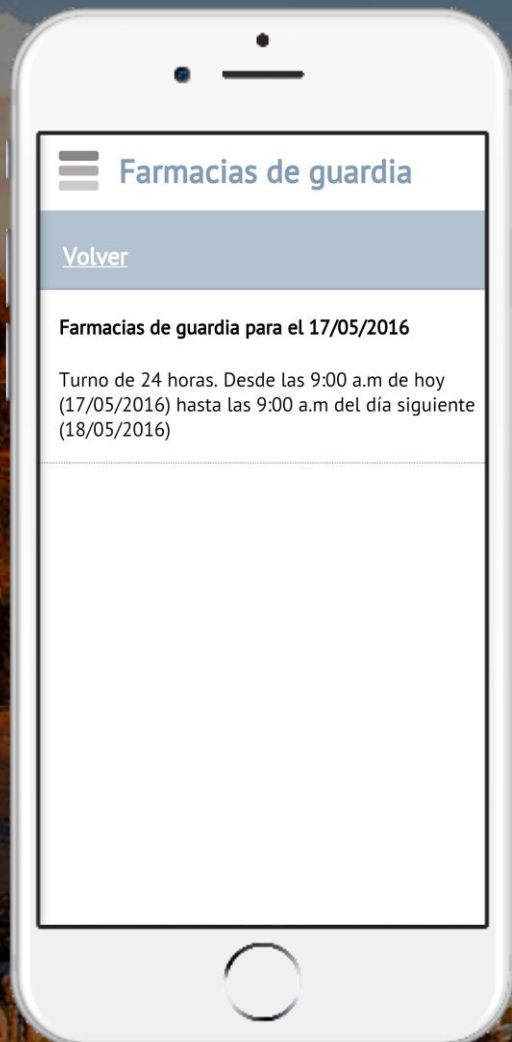 Farmacias de guardia
Volver
Farmacias de guardia para el 17/05/2016
Turno de 24 horas. Desde las 9:00 a.m de hoy
(17/05/2016) hasta las 9:00 a.m del día siguiente
(18/05/2016)